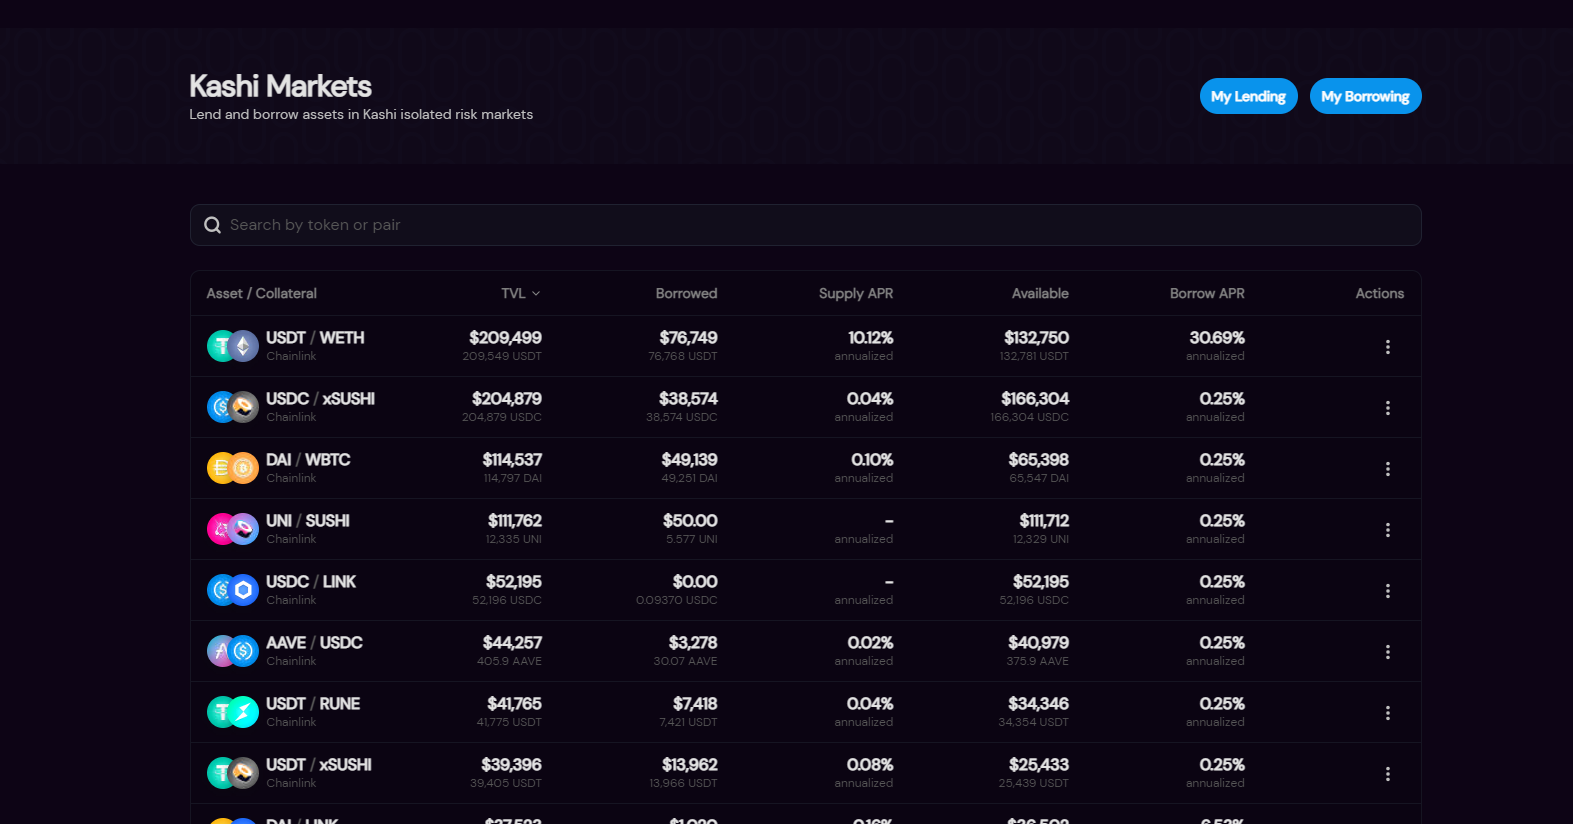 Kashi Markets
Lend and borrow assets in Kashi isolated risk markets
My Lending My Borrowing
Search by token or pair
Asset / Collateral TVL Borrowed Supply APR Available Borrow APR Actions
USDT / WETH $209,499 $76,749 10.12% $132,750 30.69%
Chainlink 209,549 USDT 76,768 USDT annualized 132,781 USDT annualized
USDC / xSUSHI $204,879 $38,574 0.04% $166,304 0.25%
Chainlink 204,879 USDC 38,574 USDC annualized 166,304 USDC annualized
DAI / WBTC $114,537 $49,139 0.10% $65,398 0.25%
Chainlink 114,797 DAI 49,251 DAI annualized 65,547 DAI annualized
UNI / SUSHI $111,762 $50.00 – $111,712 0.25%
Chainlink 12,335 UNI 5.577 UNI annualized 12,329 UNI annualized
USDC / LINK $52,195 $0.00 – $52,195 0.25%
Chainlink 52,196 USDC 0.09370 USDC annualized 52,196 USDC annualized
AAVE / USDC $44,257 $3,278 0.02% $40,979 0.25%
Chainlink 405.9 AAVE 30.07 AAVE annualized 375.9 AAVE annualized
USDT / RUNE $41,765 $7,418 0.04% $34,346 0.25%
Chainlink 41,775 USDT 7,421 USDT annualized 34,354 USDT annualized
USDT / xSUSHI $39,396 $13,962 0.08% $25,433 0.25%
Chainlink 39,405 USDT 13,966 USDT annualized 25,439 USDT annualized
DAI / LINK